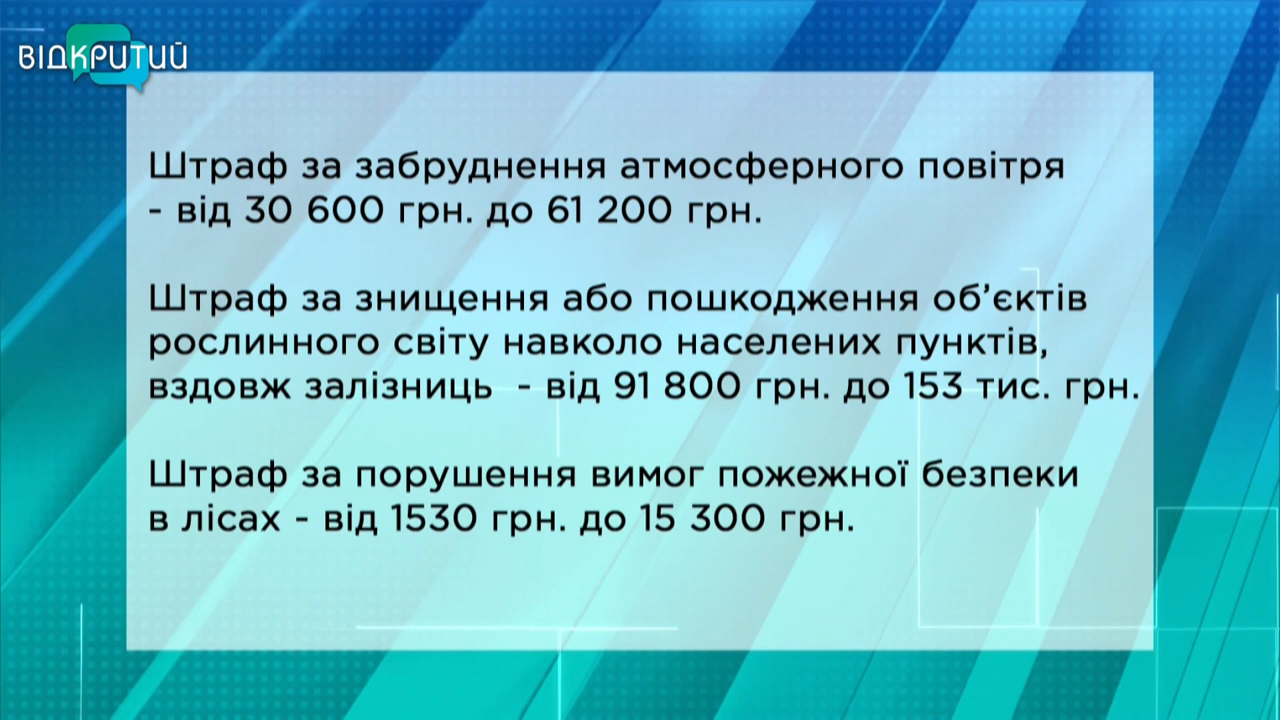 ВІДКРИТИЙ
Штраф за забруднення атмосферного повітря
- від 30 600 грн. до 61 200 грн.
Штраф за знищення або пошкодження об’єктів
рослинного світу навколо населених пунктів,
вздовж залізниць - від 91 800 грн. до 153 тис. грн.
Штраф за порушення вимог пожежної безпеки
в лісах - від 1530 грн. до 15 300 грн.